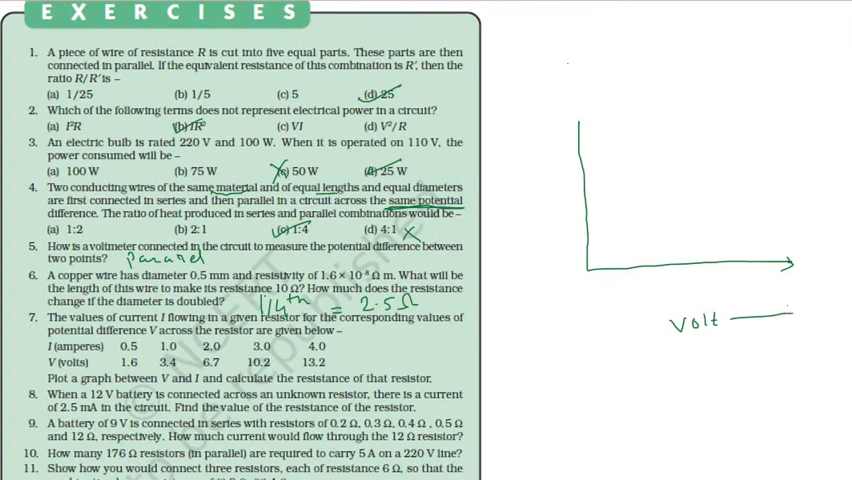 EXERCISES
1. A piece of wire of resistance R is cut into five equal parts. These parts are then
connected in parallel. If the equivalent resistance of this combination is R′, then the
ratio R/R′ is –
(a) 1/25 (b) 1/5 (c) 5 (d) 25
2. Which of the following terms does not represent electrical power in a circuit?
(a) I²R (b) IR² (c) VI (d) V²/R
3. An electric bulb is rated 220 V and 100 W. When it is operated on 110 V, the
power consumed will be –
(a) 100 W (b) 75 W (c) 50 W (d) 25 W
4. Two conducting wires of the same material and of equal lengths and equal diameters
are first connected in series and then parallel in a circuit across the same potential
difference. The ratio of heat produced in series and parallel combinations would be –
(a) 1:2 (b) 2:1 (c) 1:4 (d) 4:1
5. How is a voltmeter connected in the circuit to measure the potential difference between
two points? Paralel
6. A copper wire has diameter 0.5 mm and resistivity of 1.6 × 10⁻⁸ Ω m. What will be
the length of this wire to make its resistance 10 Ω? How much does the resistance
change if the diameter is doubled? 1/4th = 2.5 Ω
7. The values of current I flowing in a given resistor for the corresponding values of
potential difference V across the resistor are given below –
I (amperes) 0.5 1.0 2.0 3.0 4.0
V (volts) 1.6 3.4 6.7 10.2 13.2
Plot a graph between V and I and calculate the resistance of that resistor.
8. When a 12 V battery is connected across an unknown resistor, there is a current
of 2.5 mA in the circuit. Find the value of the resistance of the resistor.
9. A battery of 9 V is connected in series with resistors of 0.2 Ω, 0.3 Ω, 0.4 Ω, 0.5 Ω
and 12 Ω, respectively. How much current would flow through the 12 Ω resistor?
10. How many 176 Ω resistors (in parallel) are required to carry 5 A on a 220 V line?
11. Show how you would connect three resistors, each of resistance 6 Ω, so that the
volt
© NCERT
to be republished